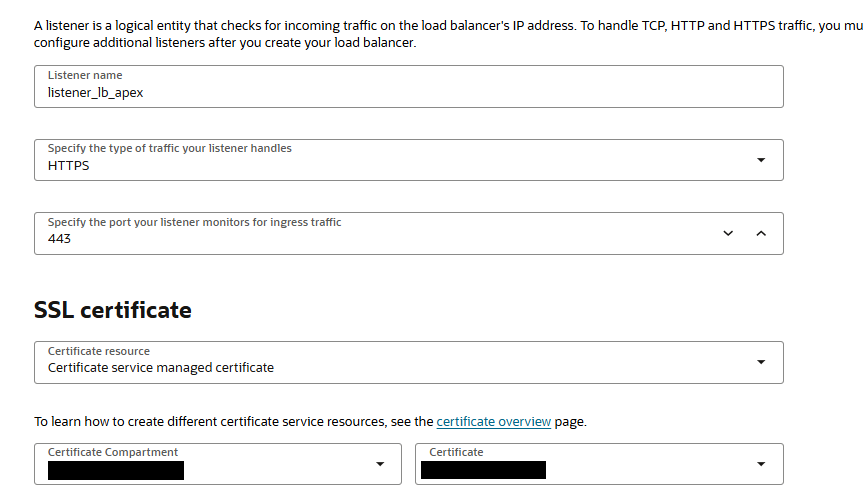 A listener is a logical entity that checks for incoming traffic on the load balancer's IP address. To handle TCP, HTTP and HTTPS traffic, you mu
configure additional listeners after you create your load balancer.
Listener name
listener_lb_apex
Specify the type of traffic your listener handles
HTTPS
Specify the port your listener monitors for ingress traffic
443
SSL certificate
Certificate resource
Certificate service managed certificate
To learn how to create different certificate service resources, see the certificate overview page.
Certificate Compartment
Certificate